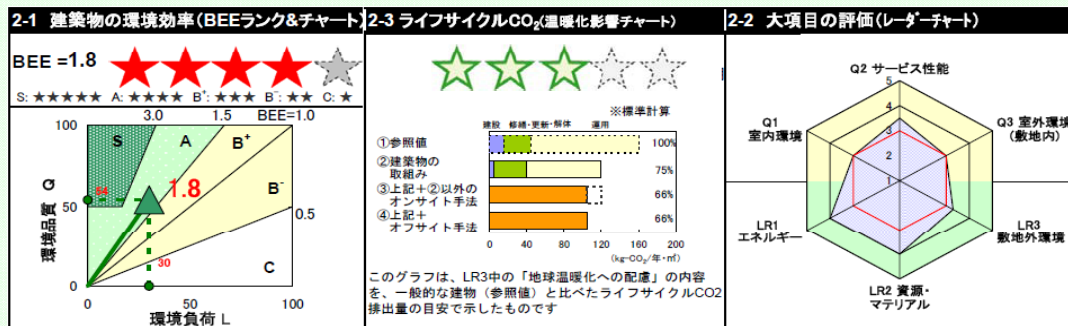 2-1 建築物の環境効率(BEEランク&チャート)
BEE =1.8
S: ★★★★★ A: ★★★★ B⁺: ★★★ B⁻: ★★ C: ★
3.0 1.5 BEE=1.0
100
S
A
B⁺
B⁻
C
54
1.8
50
0.5
30
0
0 50 100
環境品質 Q
環境負荷 L
2-3 ライフサイクルCO₂(温暖化影響チャート)
※標準計算
建設 修繕・更新・解体 運用
①参照値 100%
②建築物の
取組み 75%
③上記+②以外の
オンサイト手法 66%
④上記+
オフサイト手法 66%
0 40 80 120 160 200
(kg-CO₂/年・㎡)
このグラフは、LR3中の「地球温暖化への配慮」の内容
を、一般的な建物(参照値)と比べたライフサイクルCO2
排出量の目安で示したものです
2-2 大項目の評価(レーダーチャート)
Q2 サービス性能
5
4
3
2
1
Q1
室内環境
Q3 室外環境
(敷地内)
LR1
エネルギー
LR3
敷地外環境
LR2 資源・
マテリアル